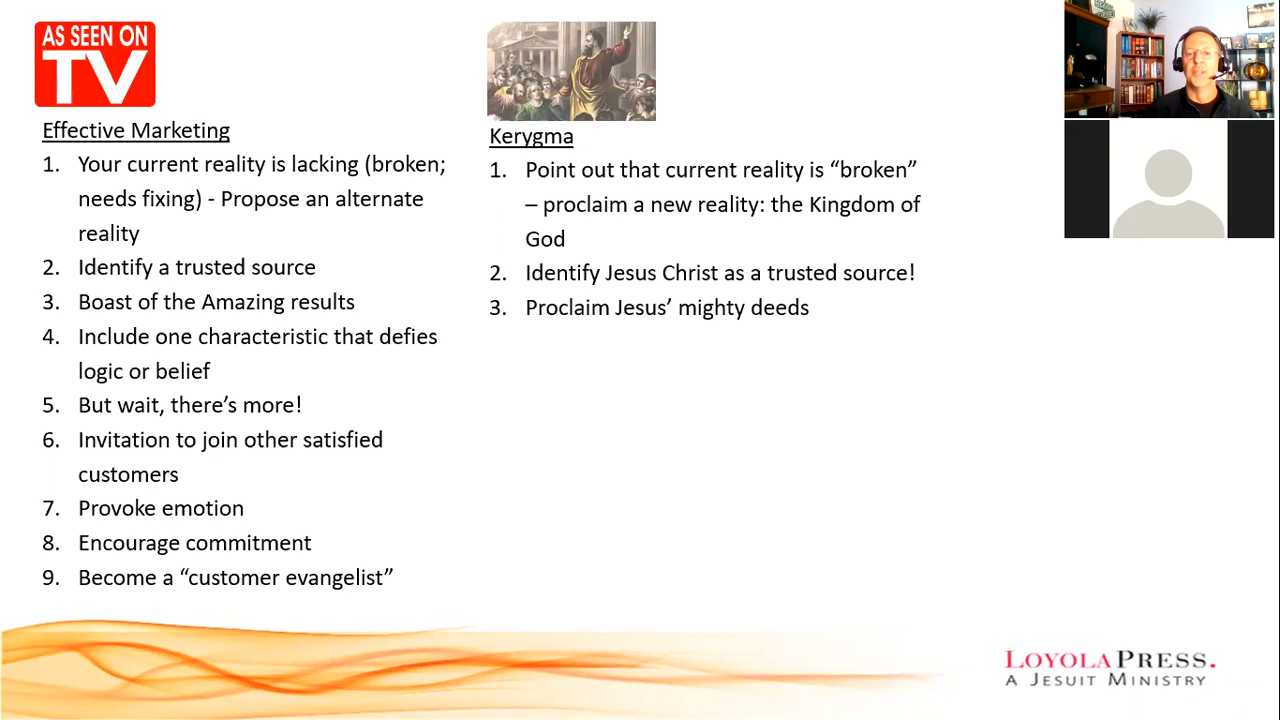 AS SEEN ON
TV
Effective Marketing
1. Your current reality is lacking (broken;
needs fixing) - Propose an alternate
reality
2. Identify a trusted source
3. Boast of the Amazing results
4. Include one characteristic that defies
logic or belief
5. But wait, there’s more!
6. Invitation to join other satisfied
customers
7. Provoke emotion
8. Encourage commitment
9. Become a “customer evangelist”
Kerygma
1. Point out that current reality is “broken”
– proclaim a new reality: the Kingdom of
God
2. Identify Jesus Christ as a trusted source!
3. Proclaim Jesus’ mighty deeds
LOYOLA PRESS.
A JESUIT MINISTRY